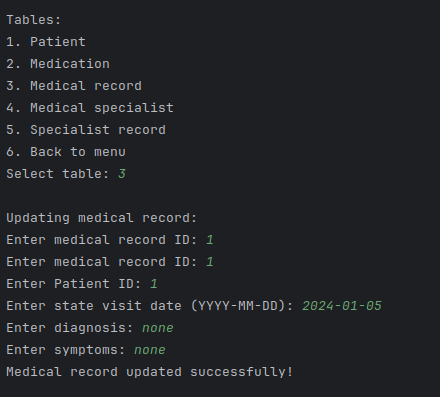 Tables:
1. Patient
2. Medication
3. Medical record
4. Medical specialist
5. Specialist record
6. Back to menu
Select table: 3
Updating medical record:
Enter medical record ID: 1
Enter medical record ID: 1
Enter Patient ID: 1
Enter state visit date (YYYY-MM-DD): 2024-01-05
Enter diagnosis: none
Enter symptoms: none
Medical record updated successfully!